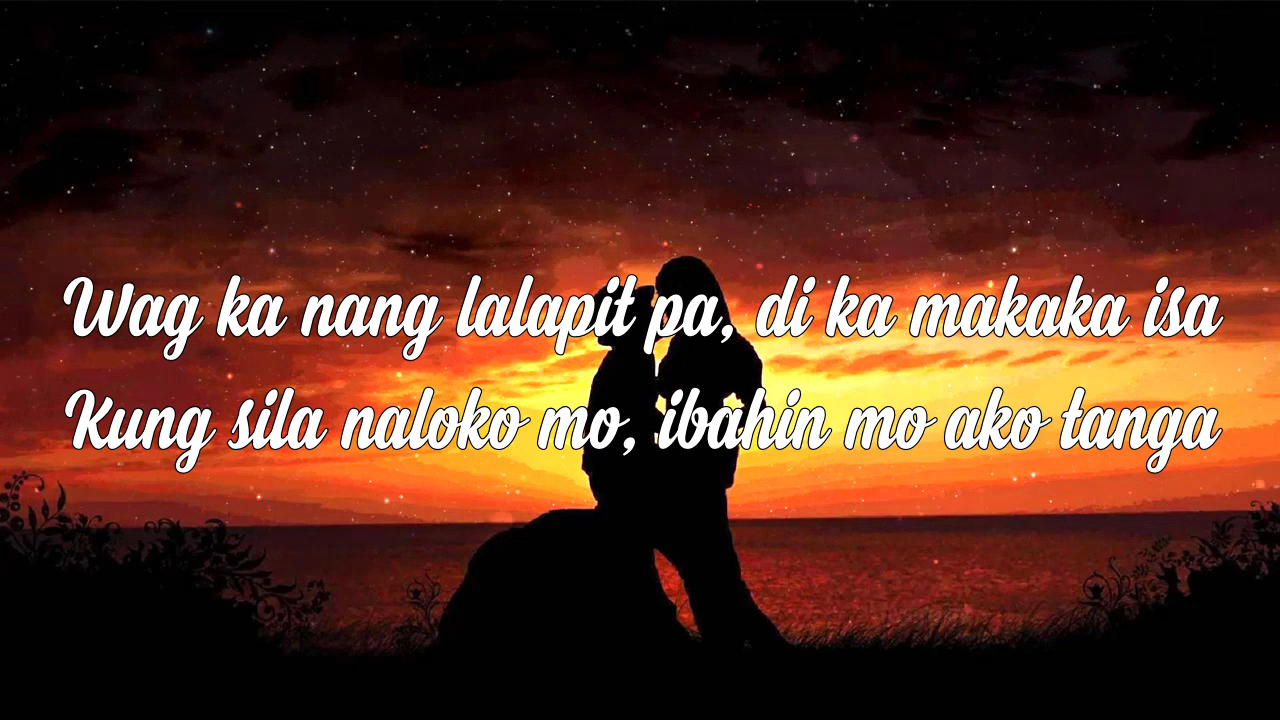 Wag ka nang lalapit pa, di ka makaka isa
Kung sila naloko mo, ibahin mo ako tanga